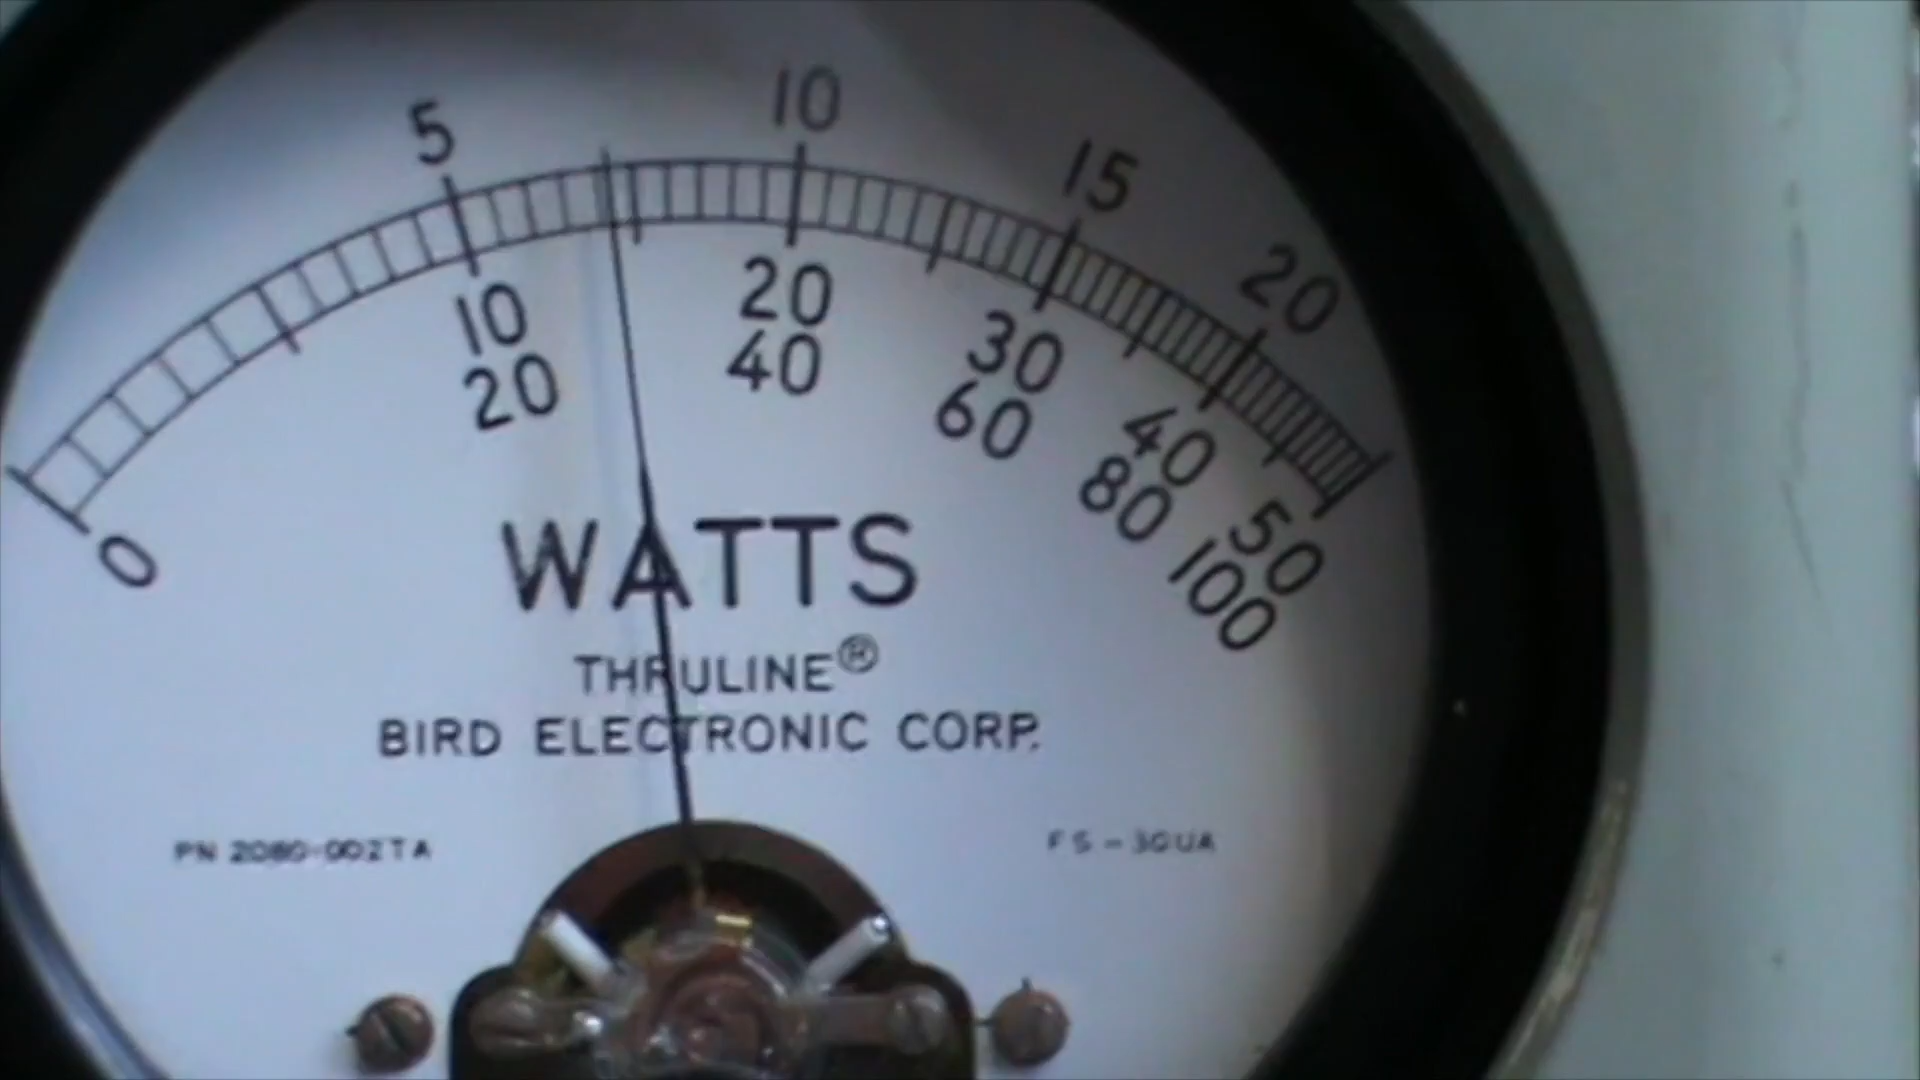 5 10 15 20
0 10 20 30 40 50
20 40 60 80 100
WATTS
THRULINE®
BIRD ELECTRONIC CORP.
PN 2080-002TA FS-30UA